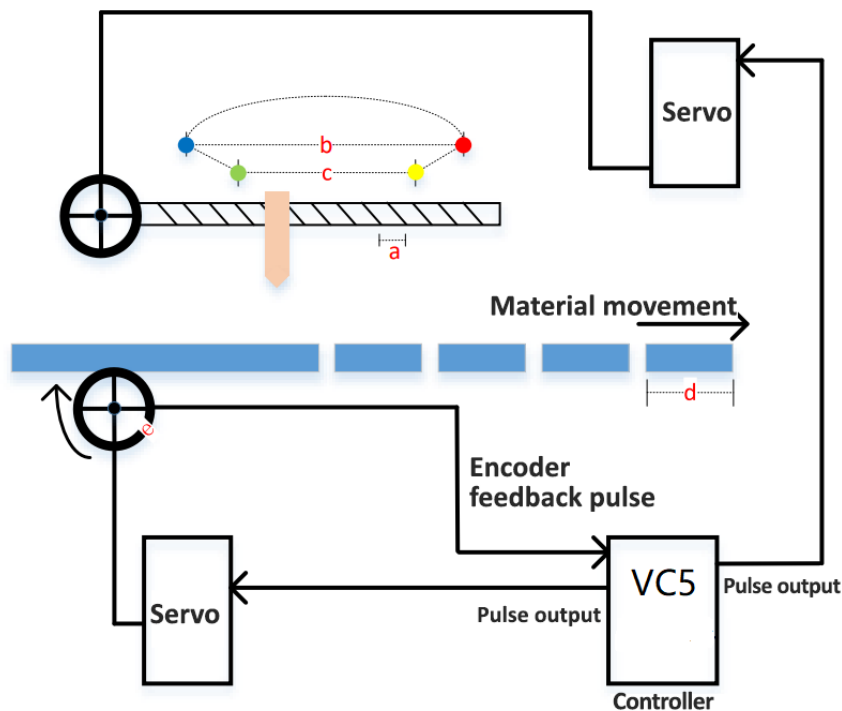 Servo
b
c
a
Material movement
d
e
Encoder
feedback pulse
VC5
Pulse output
Servo
Pulse output
Controller